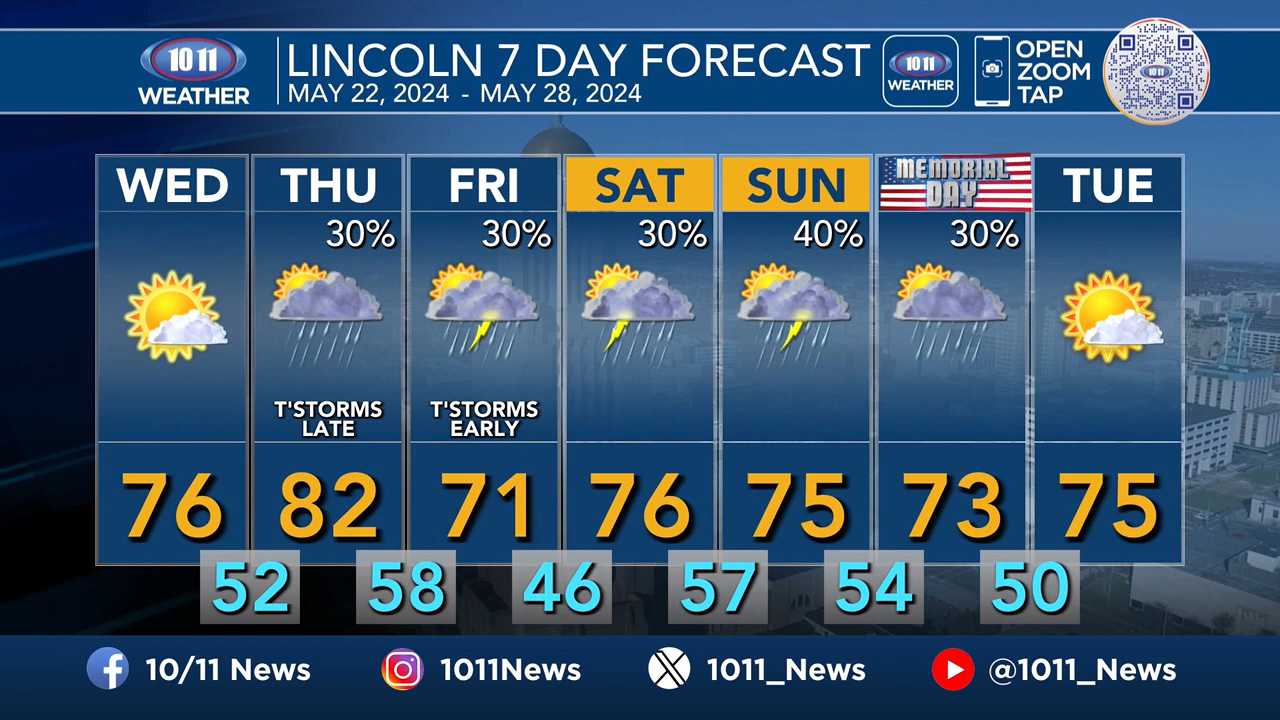 10 11
WEATHER
LINCOLN 7 DAY FORECAST
MAY 22, 2024 - MAY 28, 2024
10 11
WEATHER
OPEN
ZOOM
TAP
10 11
WED
THU
FRI
SAT
SUN
MEMORIAL
DAY
TUE
30%
30%
30%
40%
30%
T'STORMS
LATE
T'STORMS
EARLY
76
82
71
76
75
73
75
52
58
46
57
54
50
10/11 News
1011News
1011_News
@1011_News